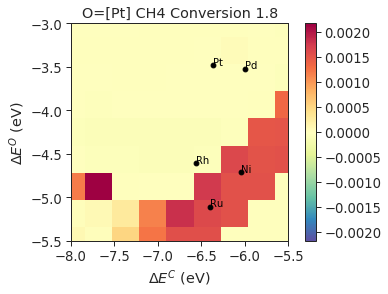 O=[Pt] CH4 Conversion 1.8
−3.0
−3.5
−4.0
−4.5
−5.0
−5.5
ΔE^O (eV)
−8.0 −7.5 −7.0 −6.5 −6.0 −5.5
ΔE^C (eV)
Pt
Pd
Rh
Ni
Ru
0.0020
0.0015
0.0010
0.0005
0.0000
−0.0005
−0.0010
−0.0015
−0.0020